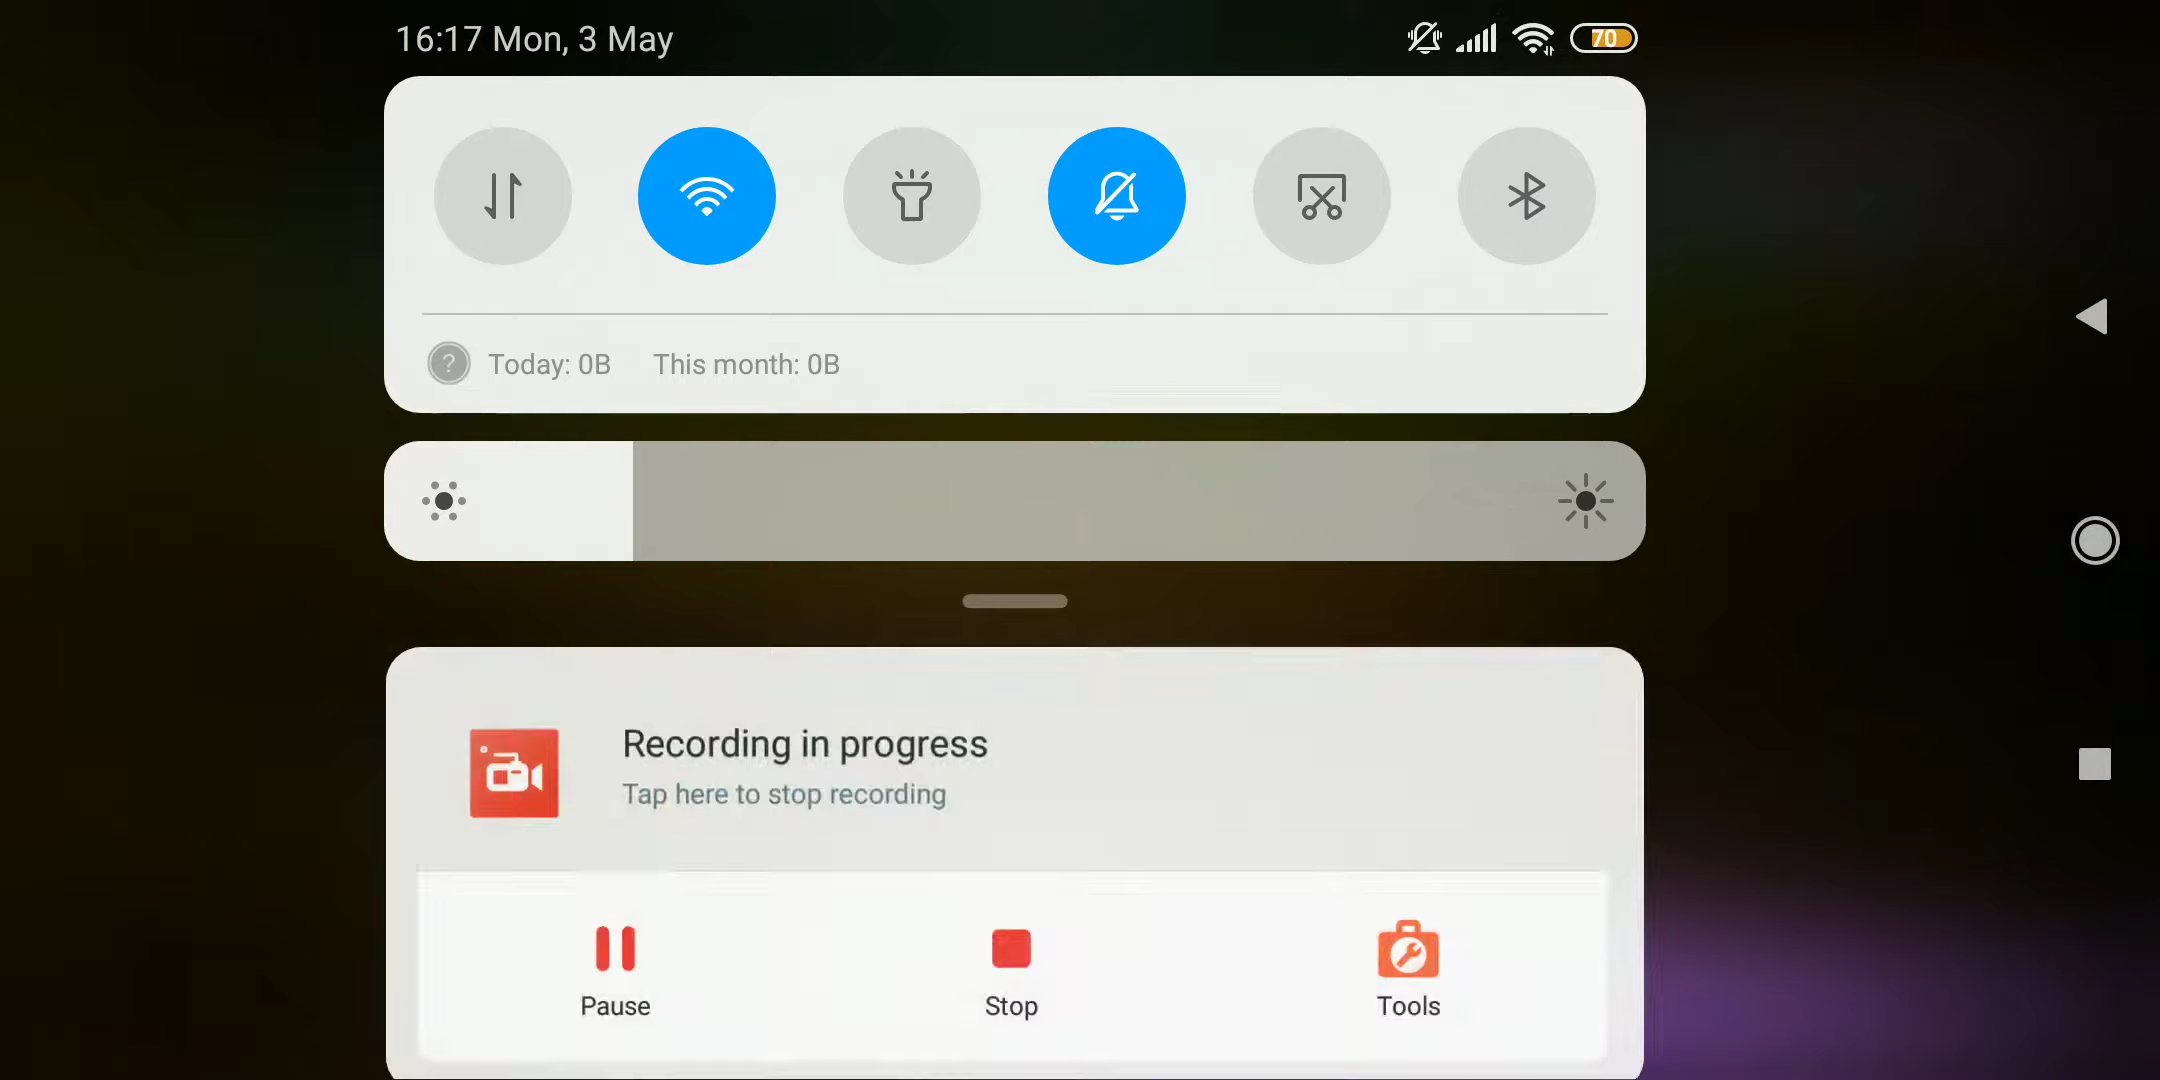 16:17 Mon, 3 May
70
?
Today: 0B This month: 0B
Recording in progress
Tap here to stop recording
Pause Stop Tools